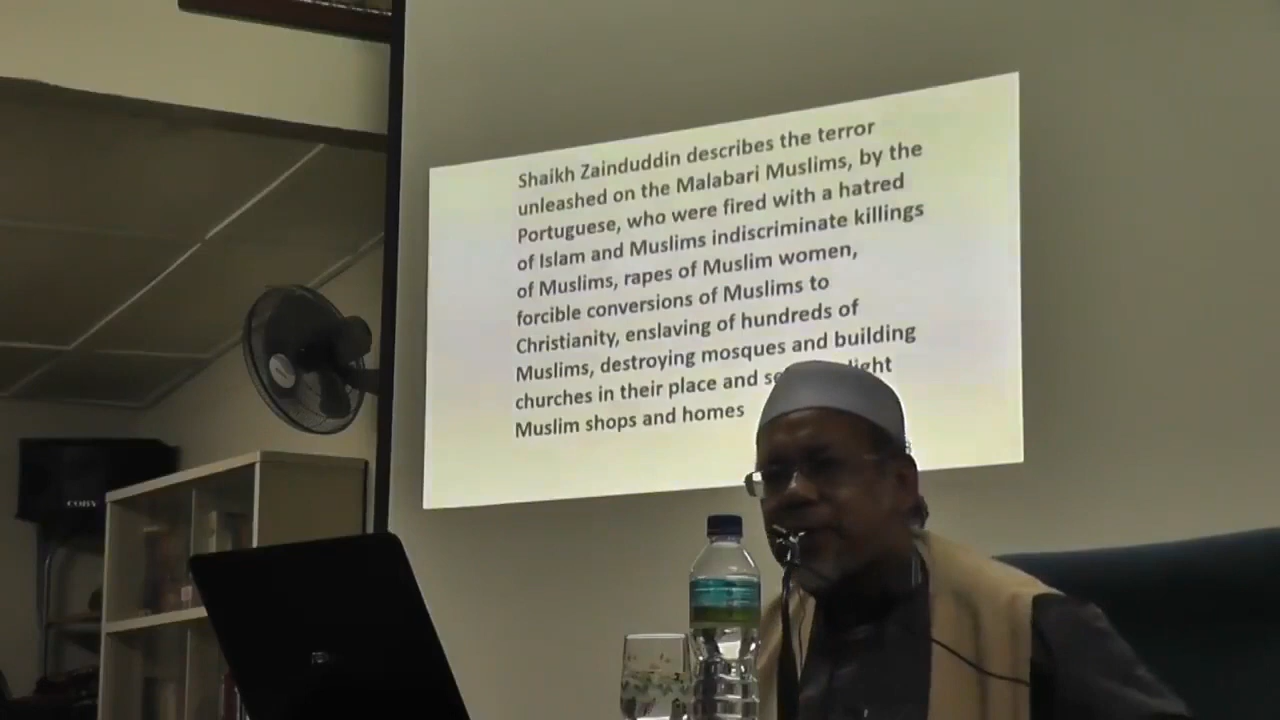 Shaikh Zainduddin describes the terror
unleashed on the Malabari Muslims, by the
Portuguese, who were fired with a hatred
of Islam and Muslims indiscriminate killings
of Muslims, rapes of Muslim women,
forcible conversions of Muslims to
Christianity, enslaving of hundreds of
Muslims, destroying mosques and building
churches in their place and
Muslim shops and homes
COBY